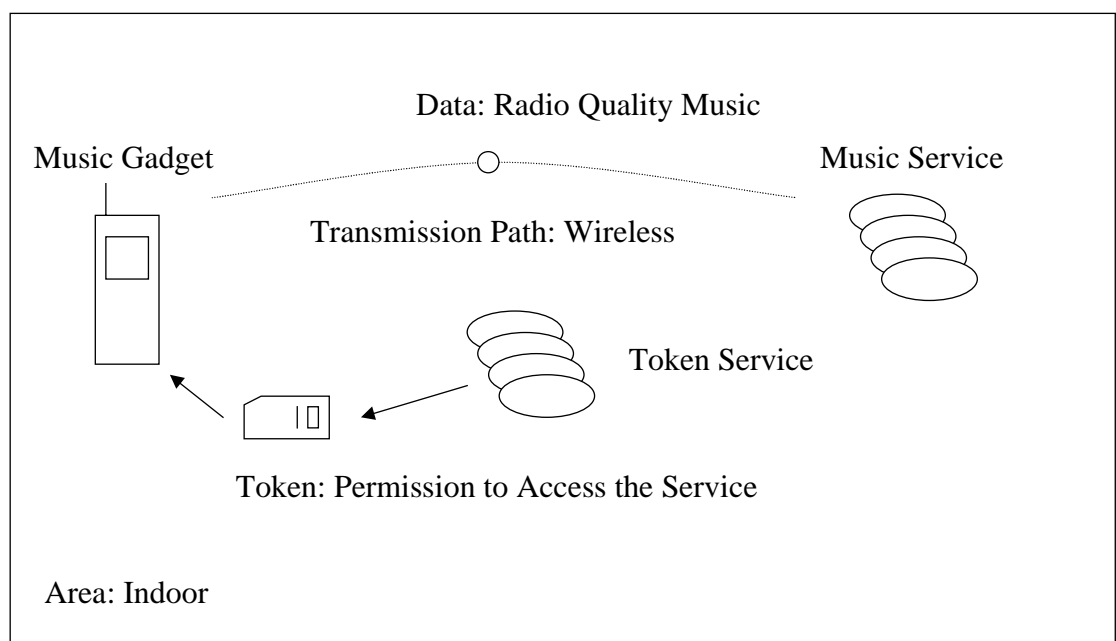 Data: Radio Quality Music
Music Gadget
Music Service
Transmission Path: Wireless
Token Service
Token: Permission to Access the Service
Area: Indoor